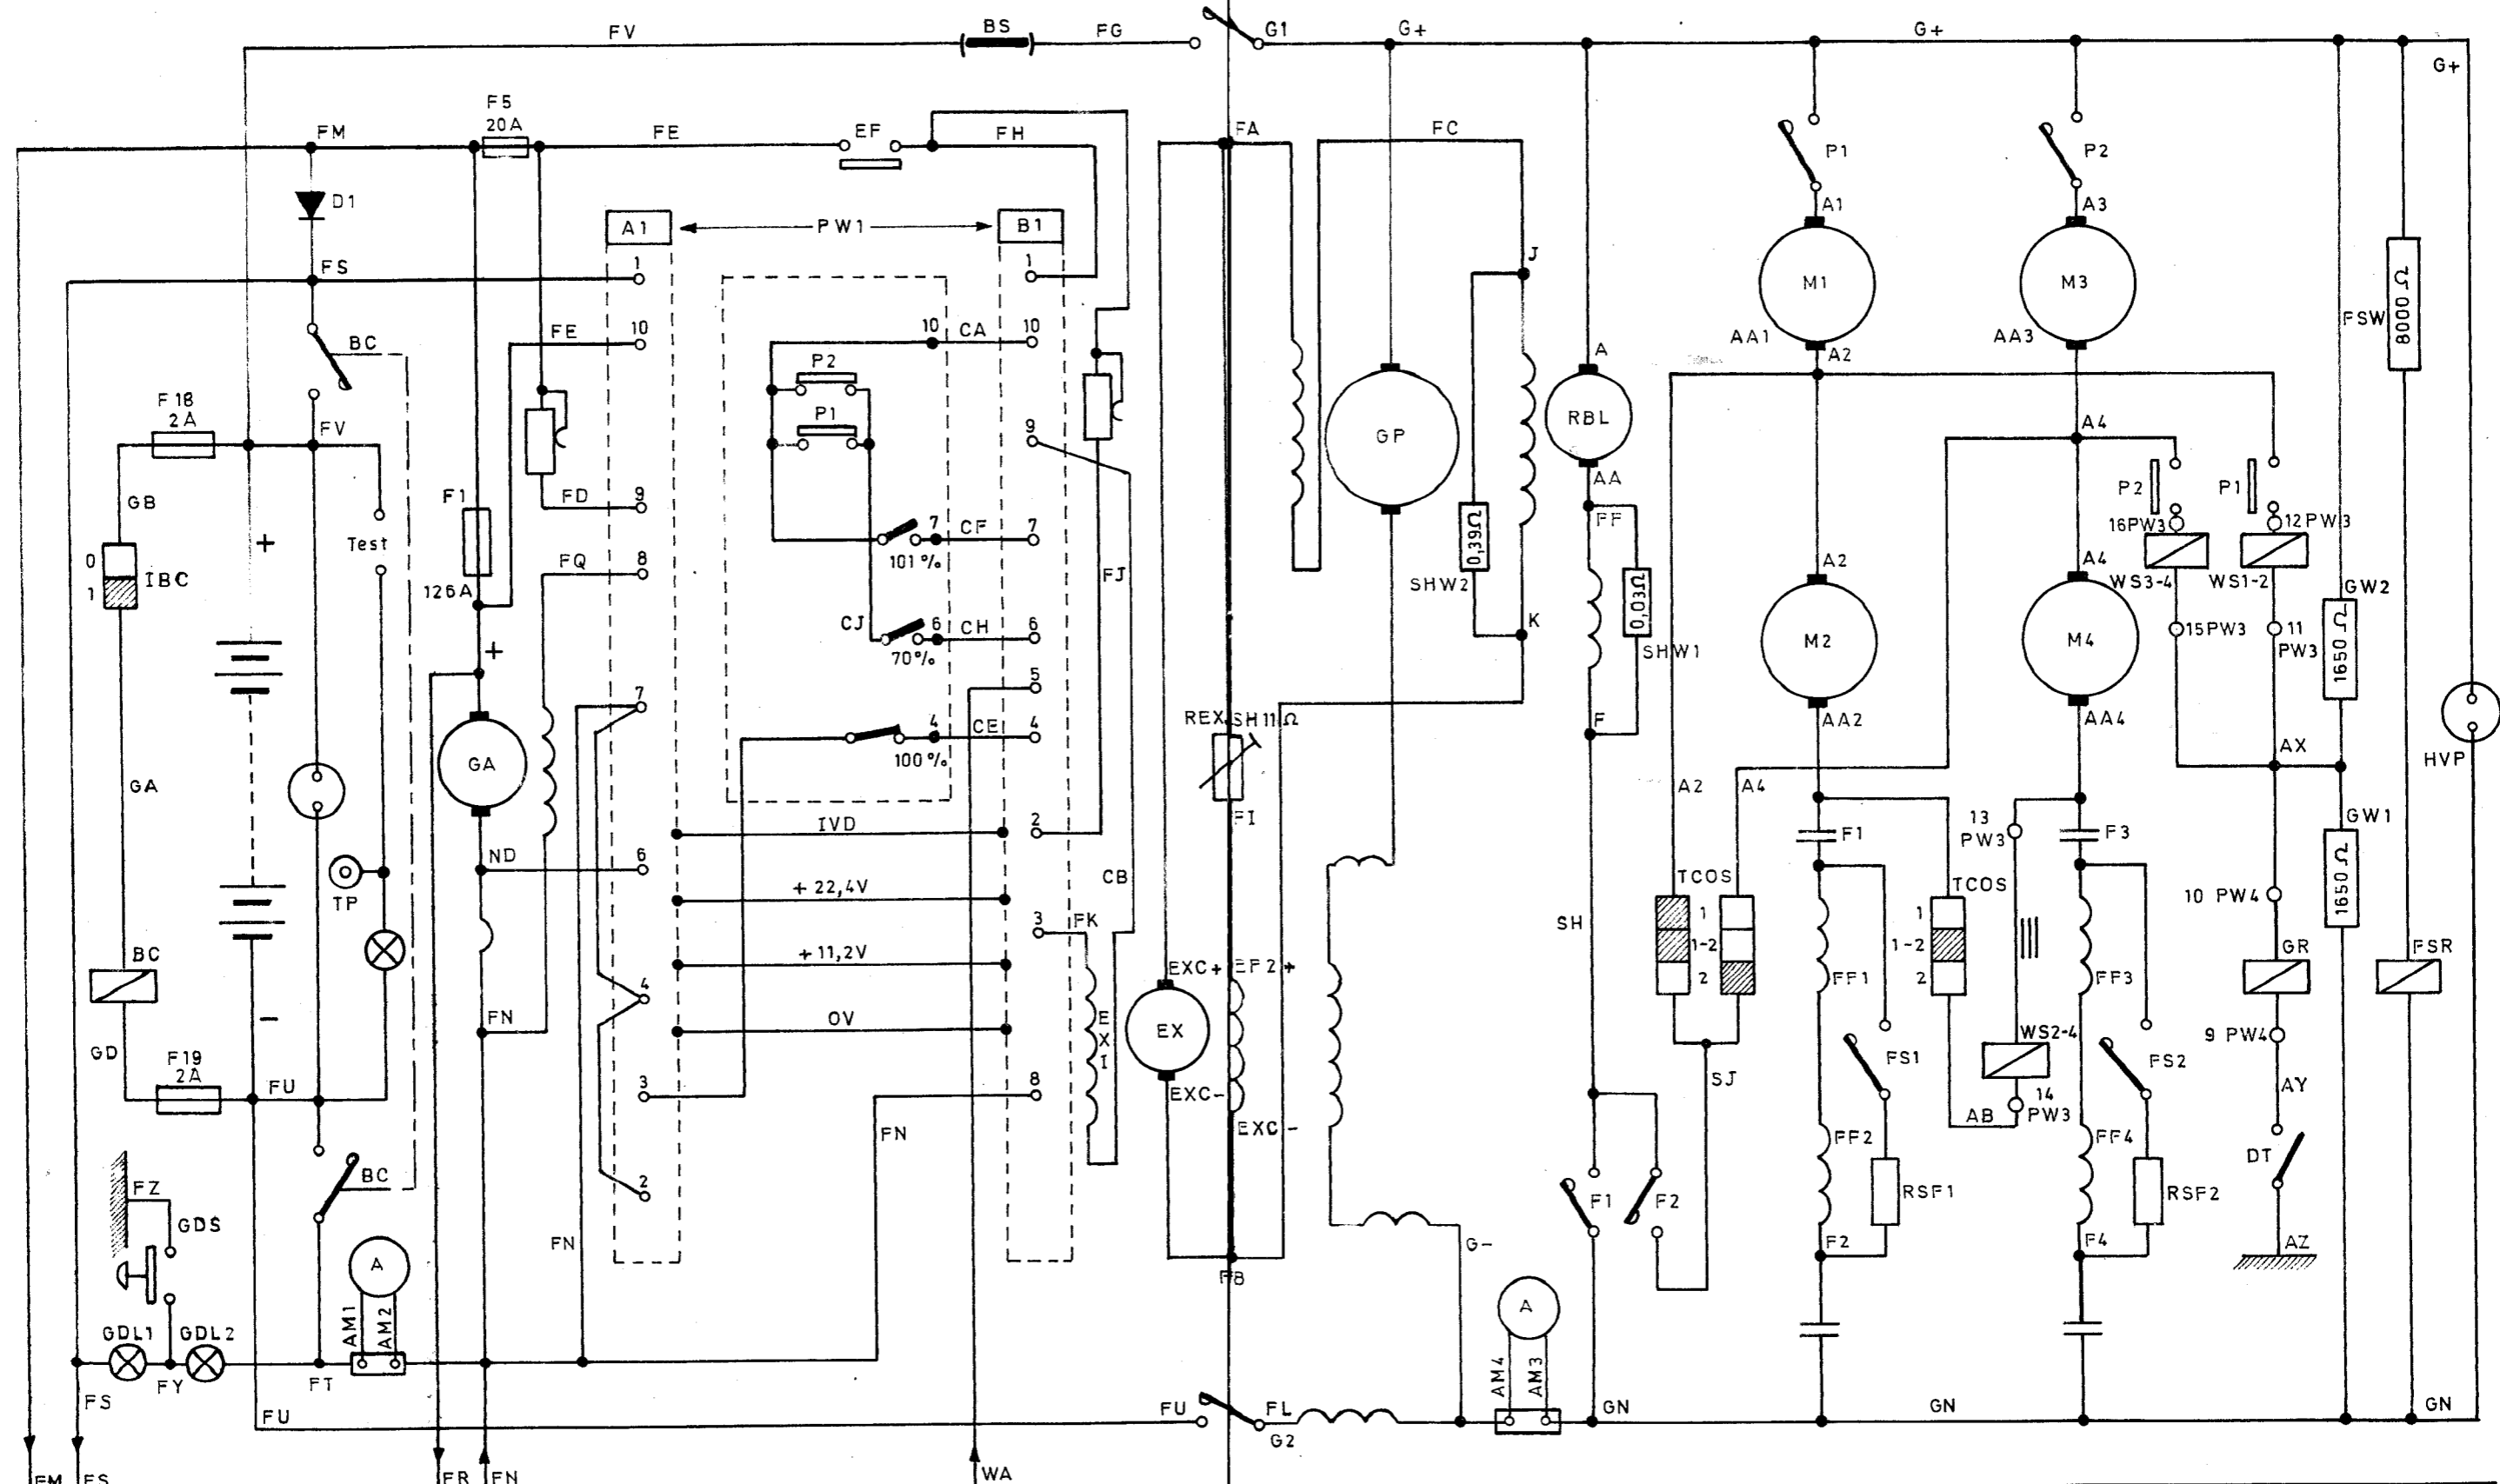 FV
BS
FG
G1
G+
G+
G+
F5
20A
FM
FE
EF
FH
FA
FC
P1
P2
D1
A1
PW1
B1
A1
A3
FS
1
1
J
M1
M3
8000 Ω
FSW
BC
FE
10
10
CA
10
AA1
A2
AA3
P2
A
F18
2A
P1
RBL
GP
FV
9
A4
GB
F1
FD
9
AA
P2
P1
FF
16PW3
12PW3
+
Test
7
CF
7
0,39Ω
0
IBC
1
101%
FQ
8
FJ
A2
A4
126A
SHW2
0,03Ω
WS3-4
WS1-2
GW2
CJ
6
CH
6
K
15PW3
11
PW3
+
70%
M2
M4
SHW1
1650 Ω
5
7
REX SH11Ω
F
AA2
AA4
4
CE
4
GA
100%
AX
HVP
GA
A2
A4
FI
GW1
IVD
2
13
PW3
F1
F3
ND
6
TP
CB
TCOS
TCOS
1650 Ω
+22,4V
10 PW4
1
1-2
2
1
1-2
2
3
FK
SH
BC
+11,2V
EXC+
EF2+
GR
FSR
4
FF1
FF3
-
FN
0V
EXI
EX
WS2-4
9 PW4
GD
F19
2A
FS1
FS2
FU
3
8
EXC-
SJ
AY
EXC-
AB
14
PW3
FN
FF2
FF4
BC
2
DT
FZ
F1
F2
RSF1
RSF2
GDS
FN
G-
F2
F4
AZ
A
FB
A
AM1
AM2
GDL1
GDL2
AM4
AM3
FY
FT
FS
FU
FU
FL
G2
GN
GN
GN
FM
FS
FR
FN
WA